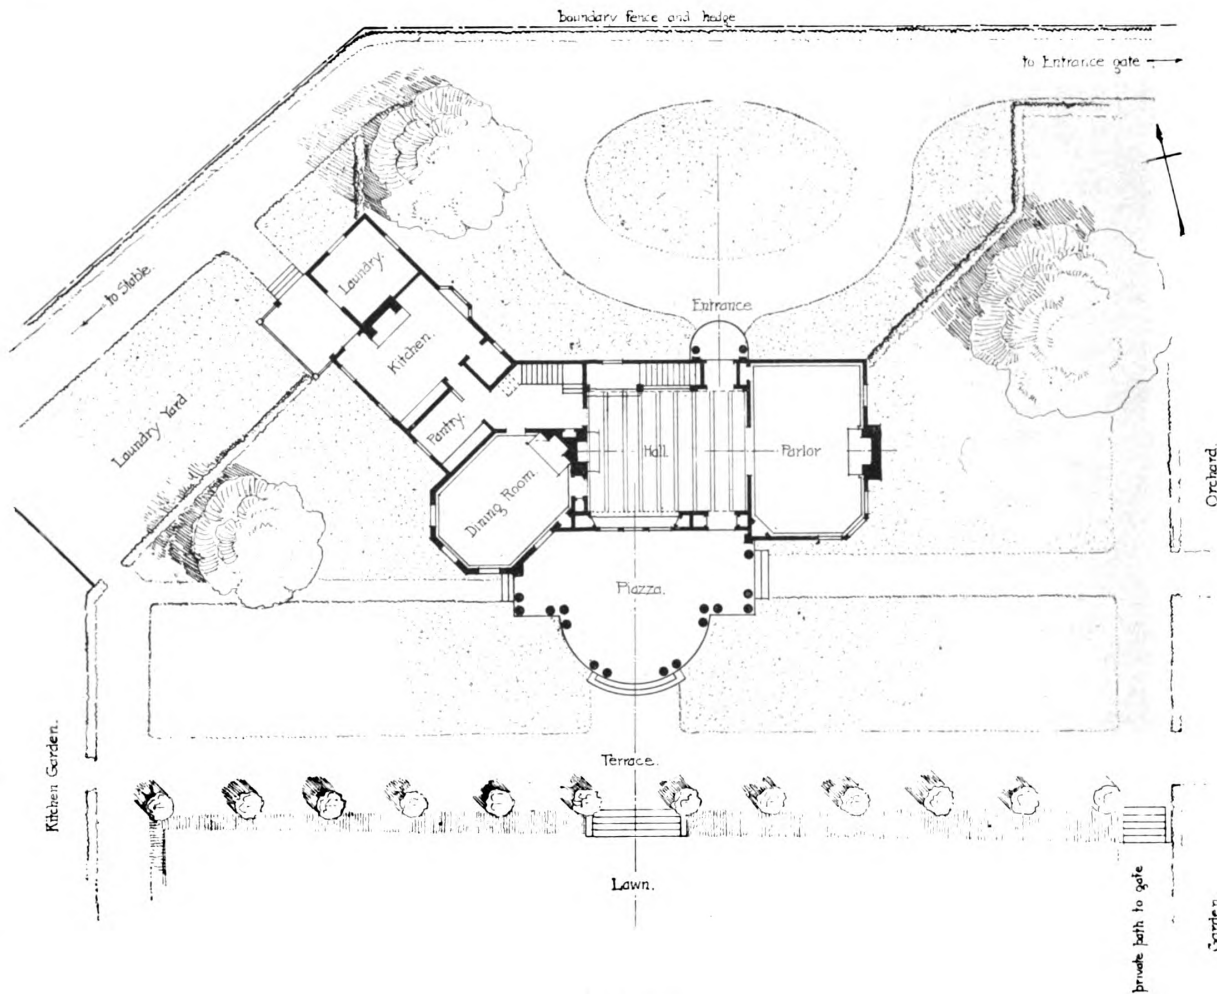 boundary fence and hedge
to Entrance gate
to Stable.
Laundry.
Entrance
Kitchen.
Laundry Yard
Pantry.
Hall.
Parlor
Dining Room.
Orchard.
Piazza.
Kitchen Garden.
Terrace.
Lawn.
private path to gate
Garden